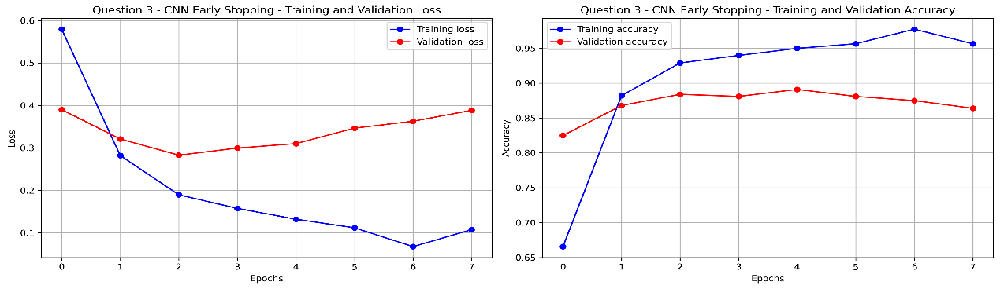 Question 3 - CNN Early Stopping - Training and Validation Loss
Training loss
Validation loss
0.6
0.5
0.4
0.3
0.2
0.1
Loss
0 1 2 3 4 5 6 7
Epochs
Question 3 - CNN Early Stopping - Training and Validation Accuracy
Training accuracy
Validation accuracy
0.95
0.90
0.85
0.80
0.75
0.70
0.65
Accuracy
0 1 2 3 4 5 6 7
Epochs